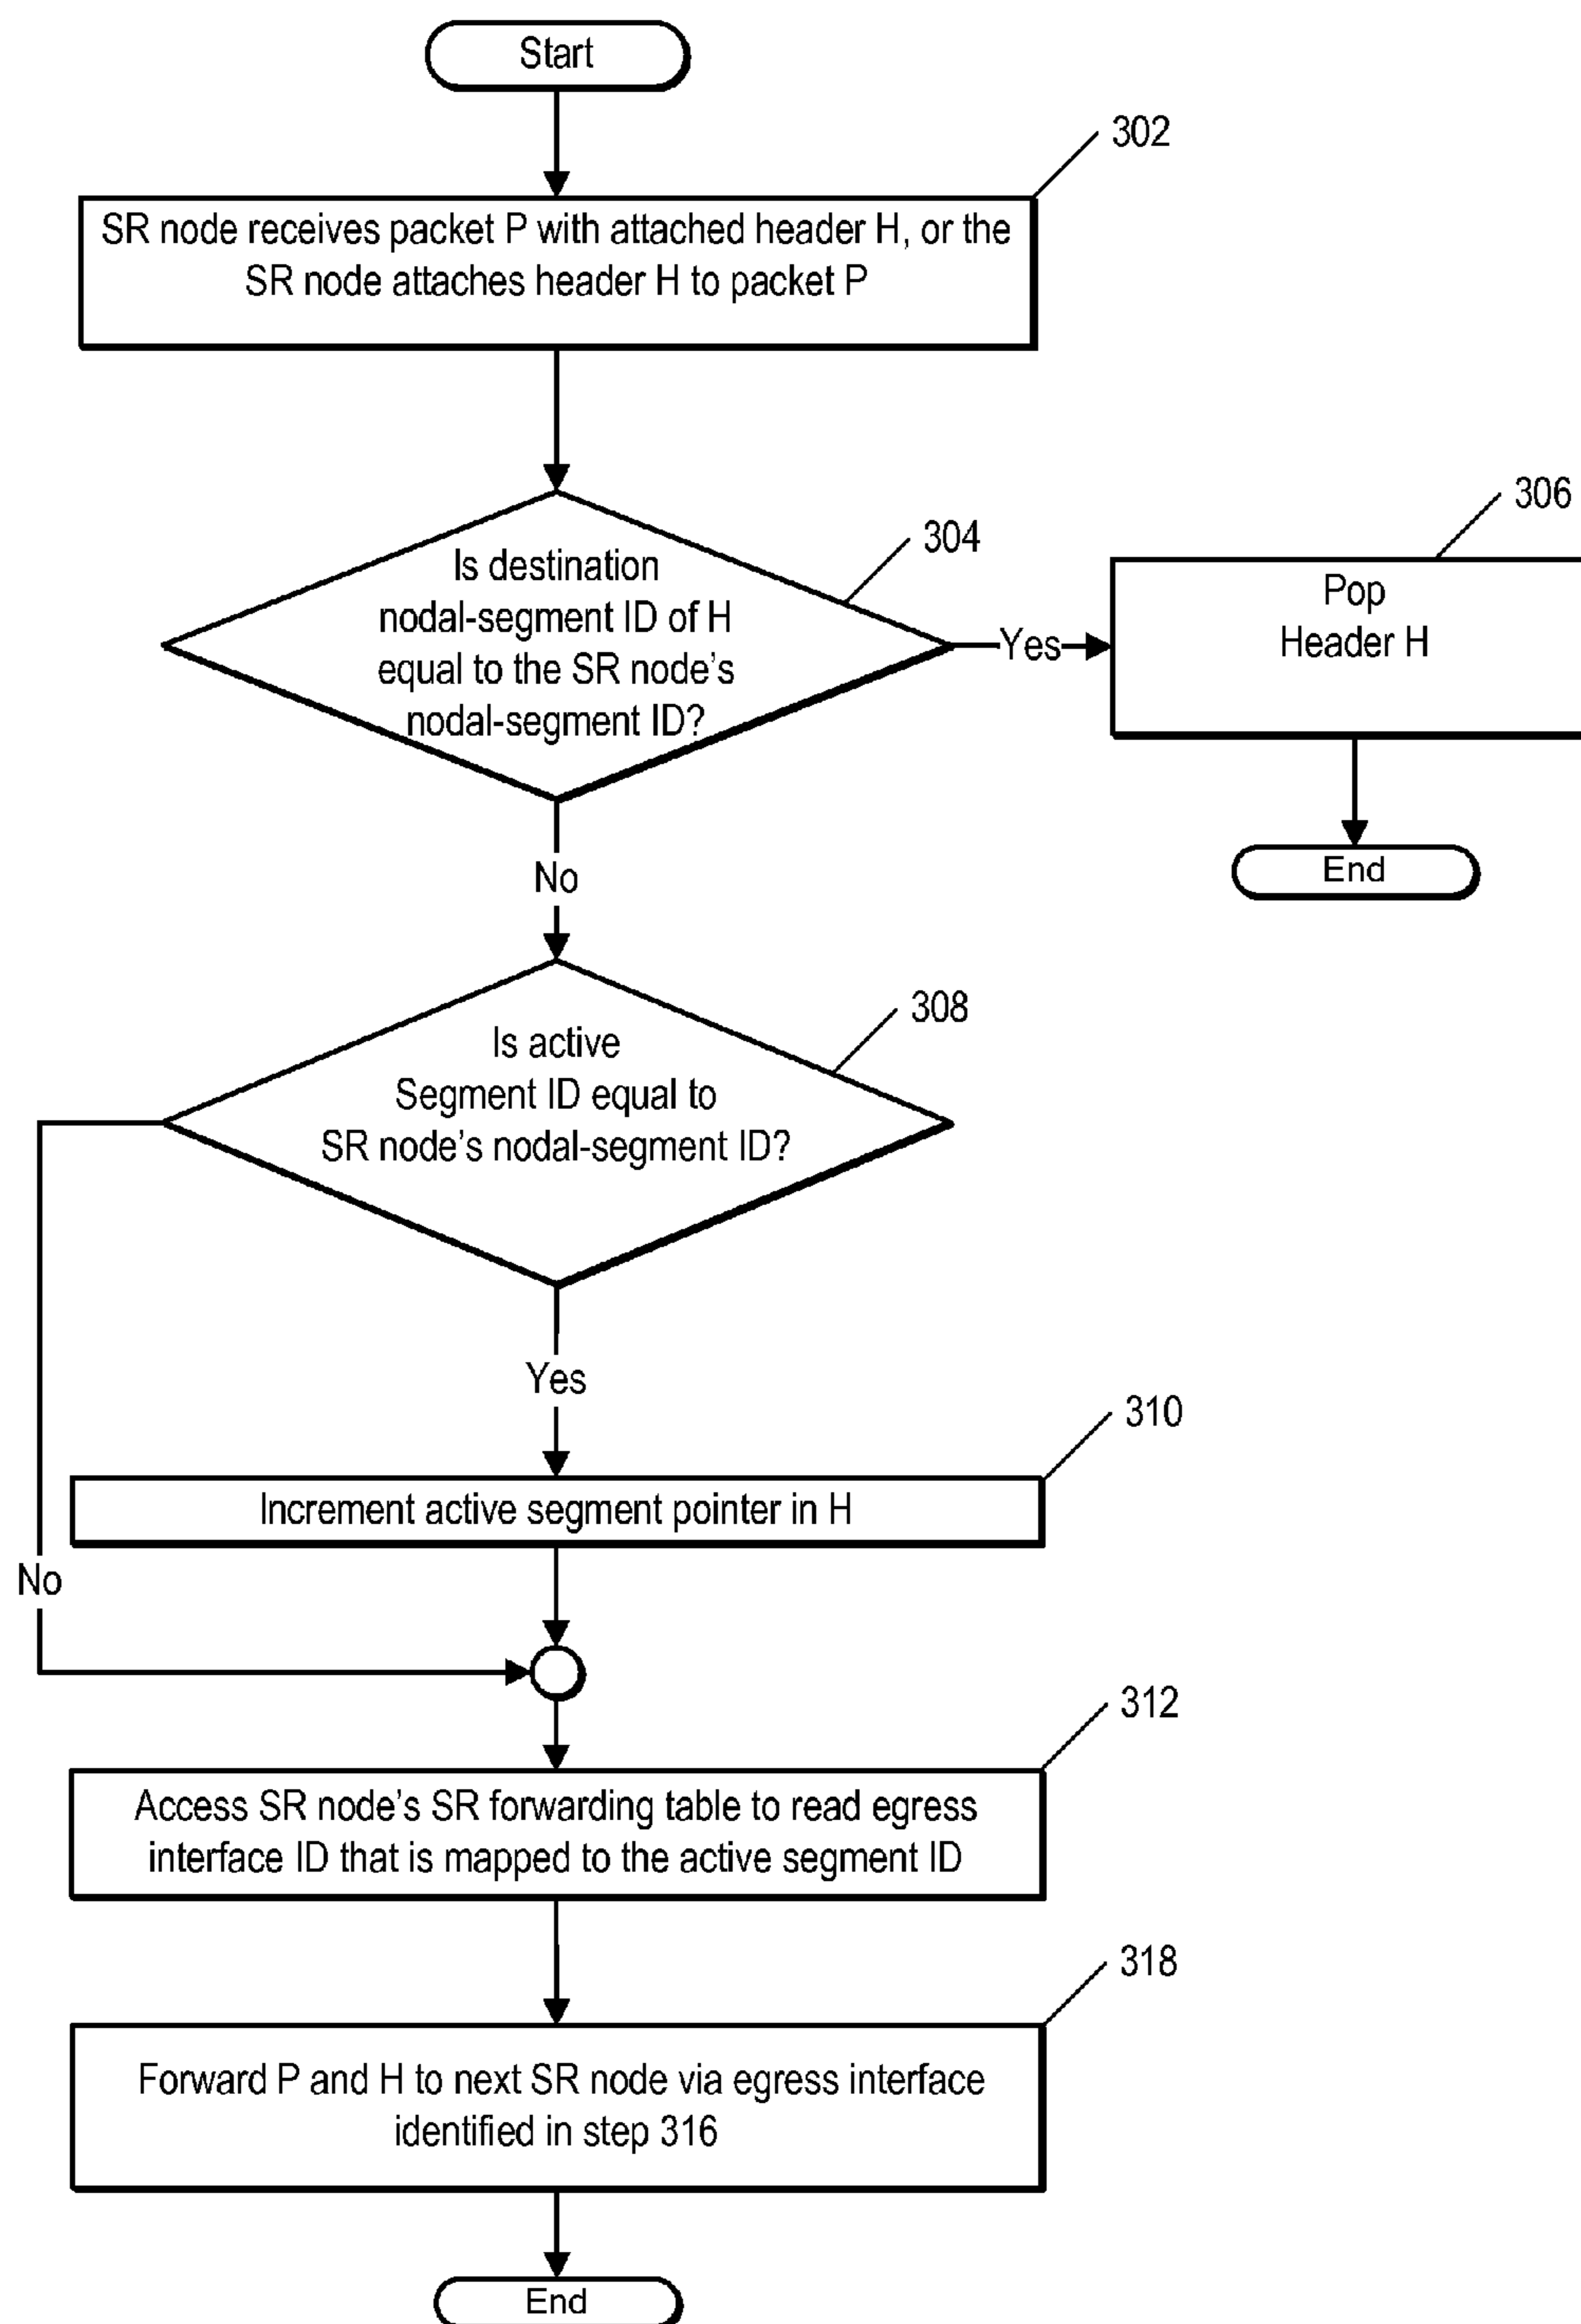 Start
302
SR node receives packet P with attached header H, or the
SR node attaches header H to packet P
304
Is destination
nodal-segment ID of H
equal to the SR node's
nodal-segment ID?
Yes
306
Pop
Header H
End
No
308
Is active
Segment ID equal to
SR node's nodal-segment ID?
Yes
310
Increment active segment pointer in H
No
312
Access SR node's SR forwarding table to read egress
interface ID that is mapped to the active segment ID
318
Forward P and H to next SR node via egress interface
identified in step 316
End